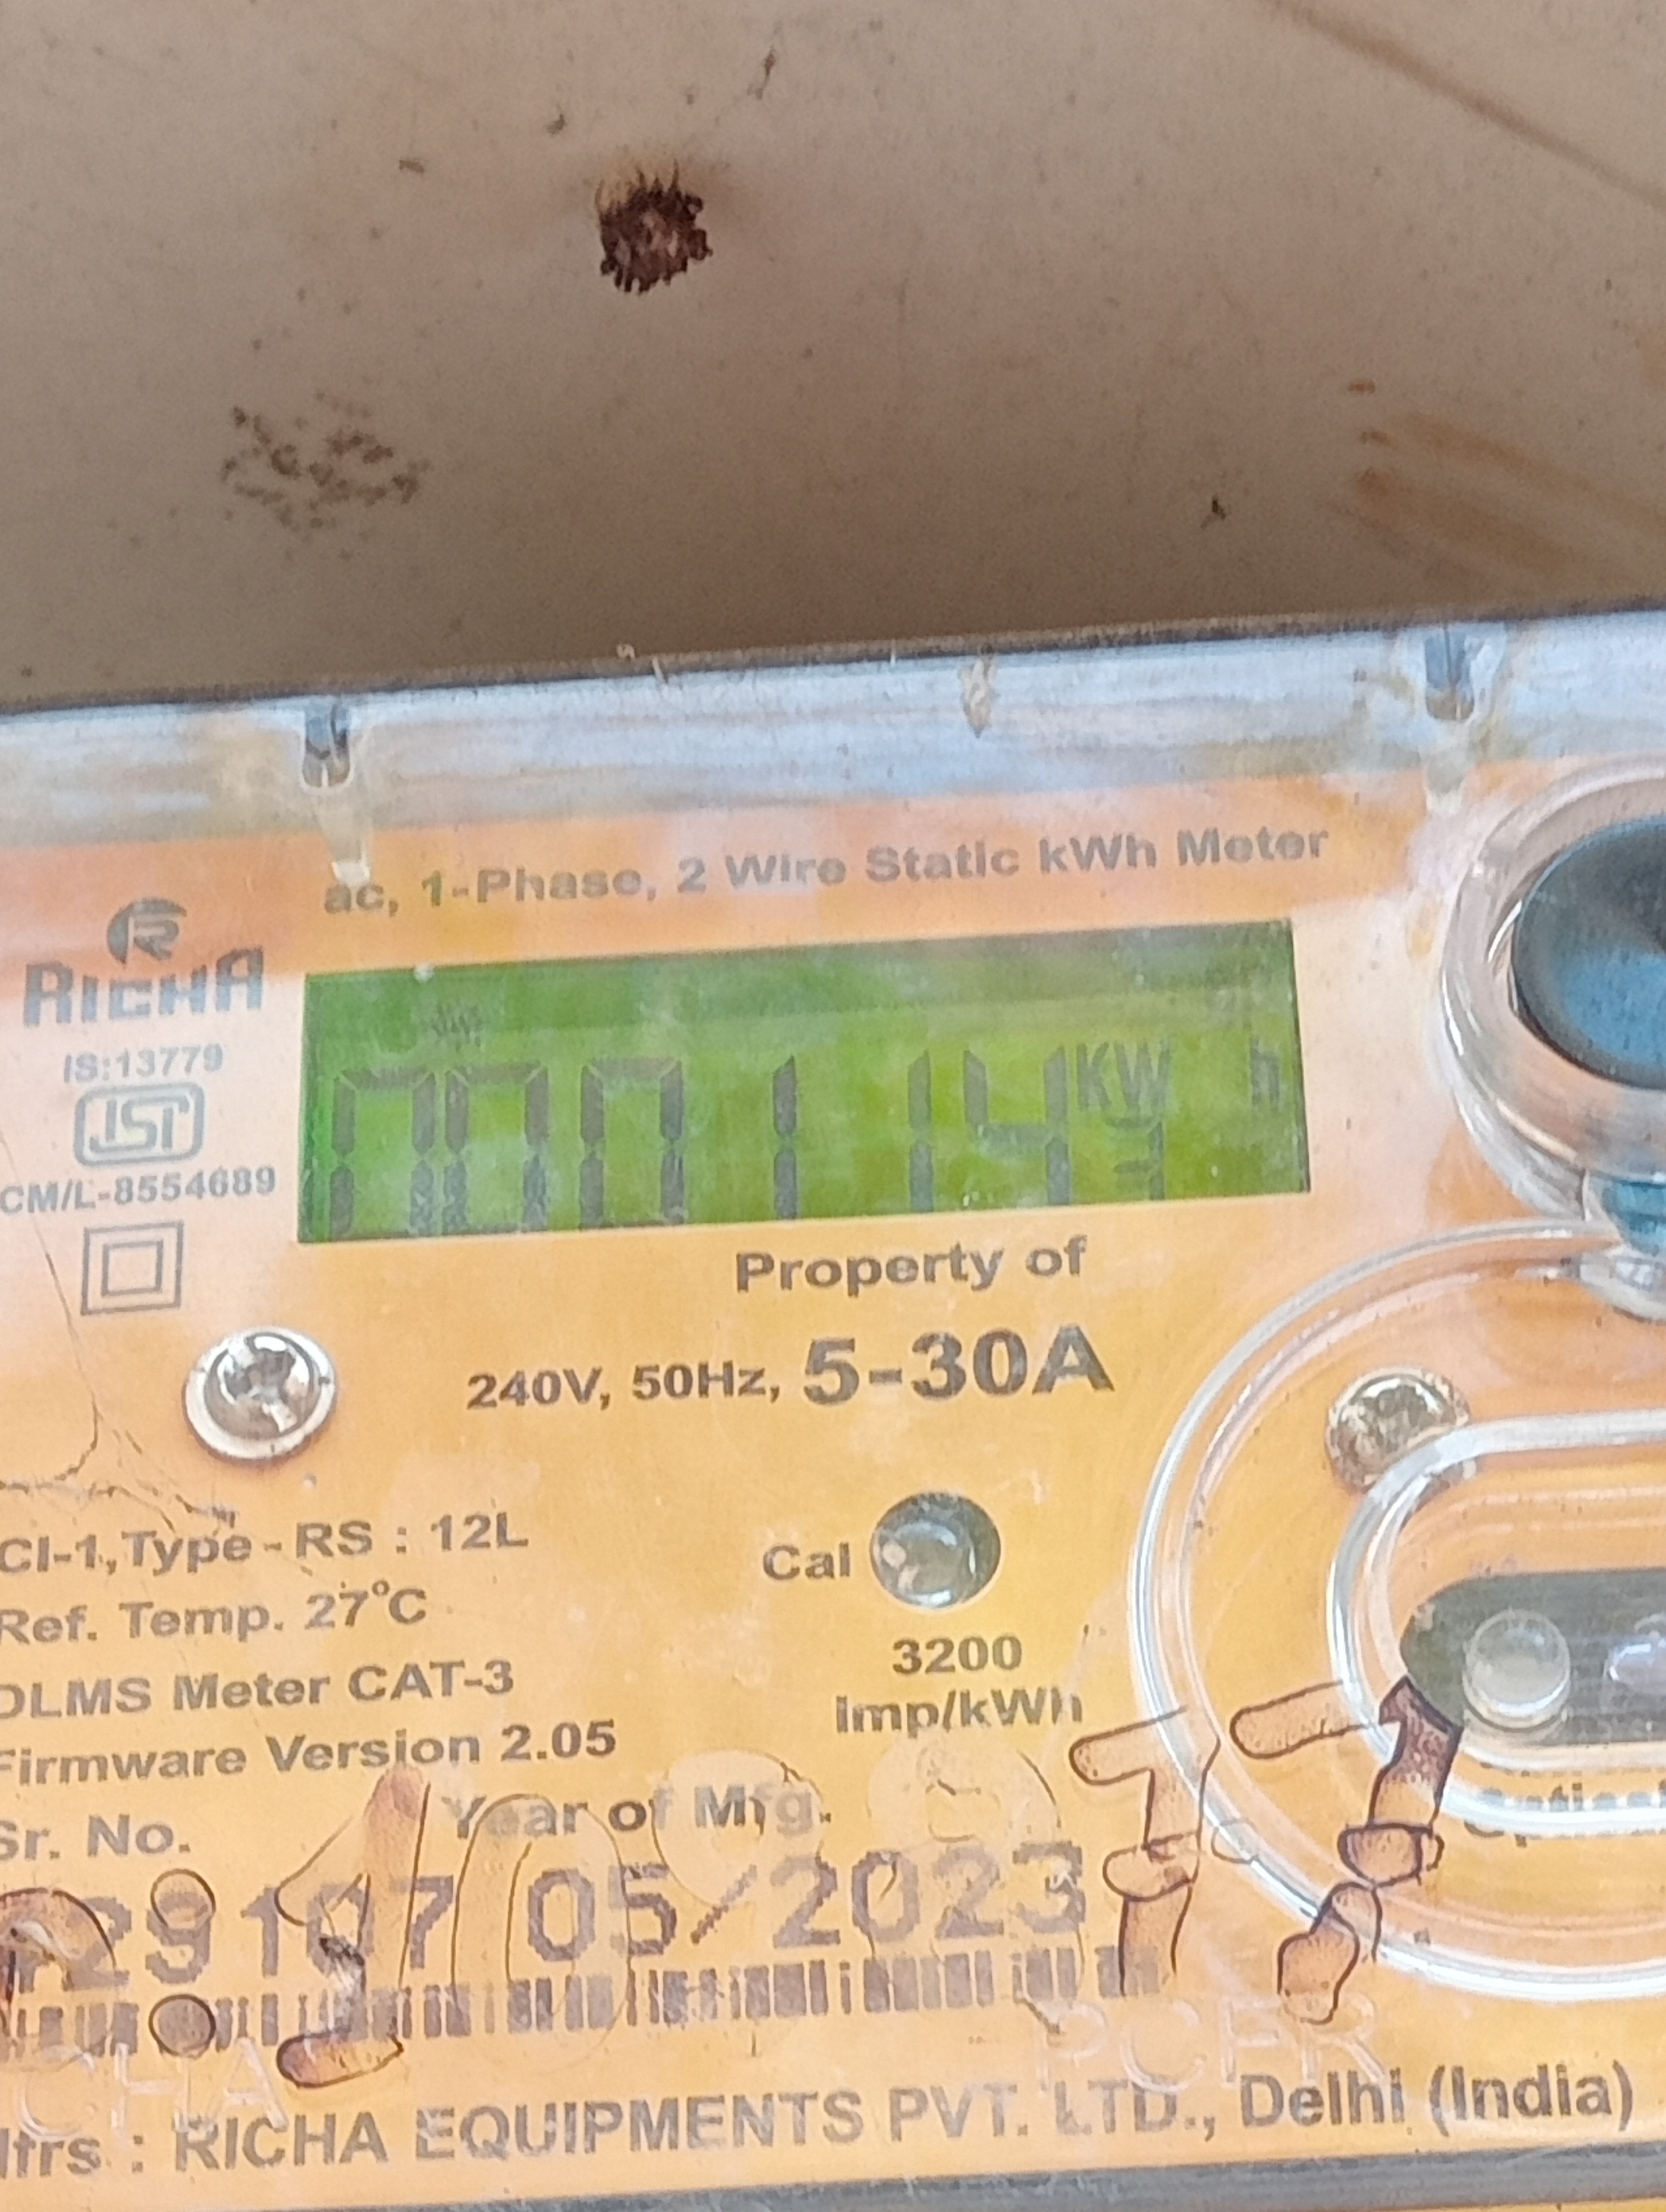 ac, 1-Phase, 2 Wire Static kWh Meter
RICHA
IS:13779
ISI
CM/L-8554689
000114 KW h
Property of
240V, 50Hz, 5-30A
Cl-1,Type-RS : 12L
Cal
Ref. Temp. 27°C
3200
Imp/kWh
DLMS Meter CAT-3
Firmware Version 2.05
Sr. No.
Year of Mfg.
05/2023
RICHA EQUIPMENTS PVT. LTD., Delhi (India)